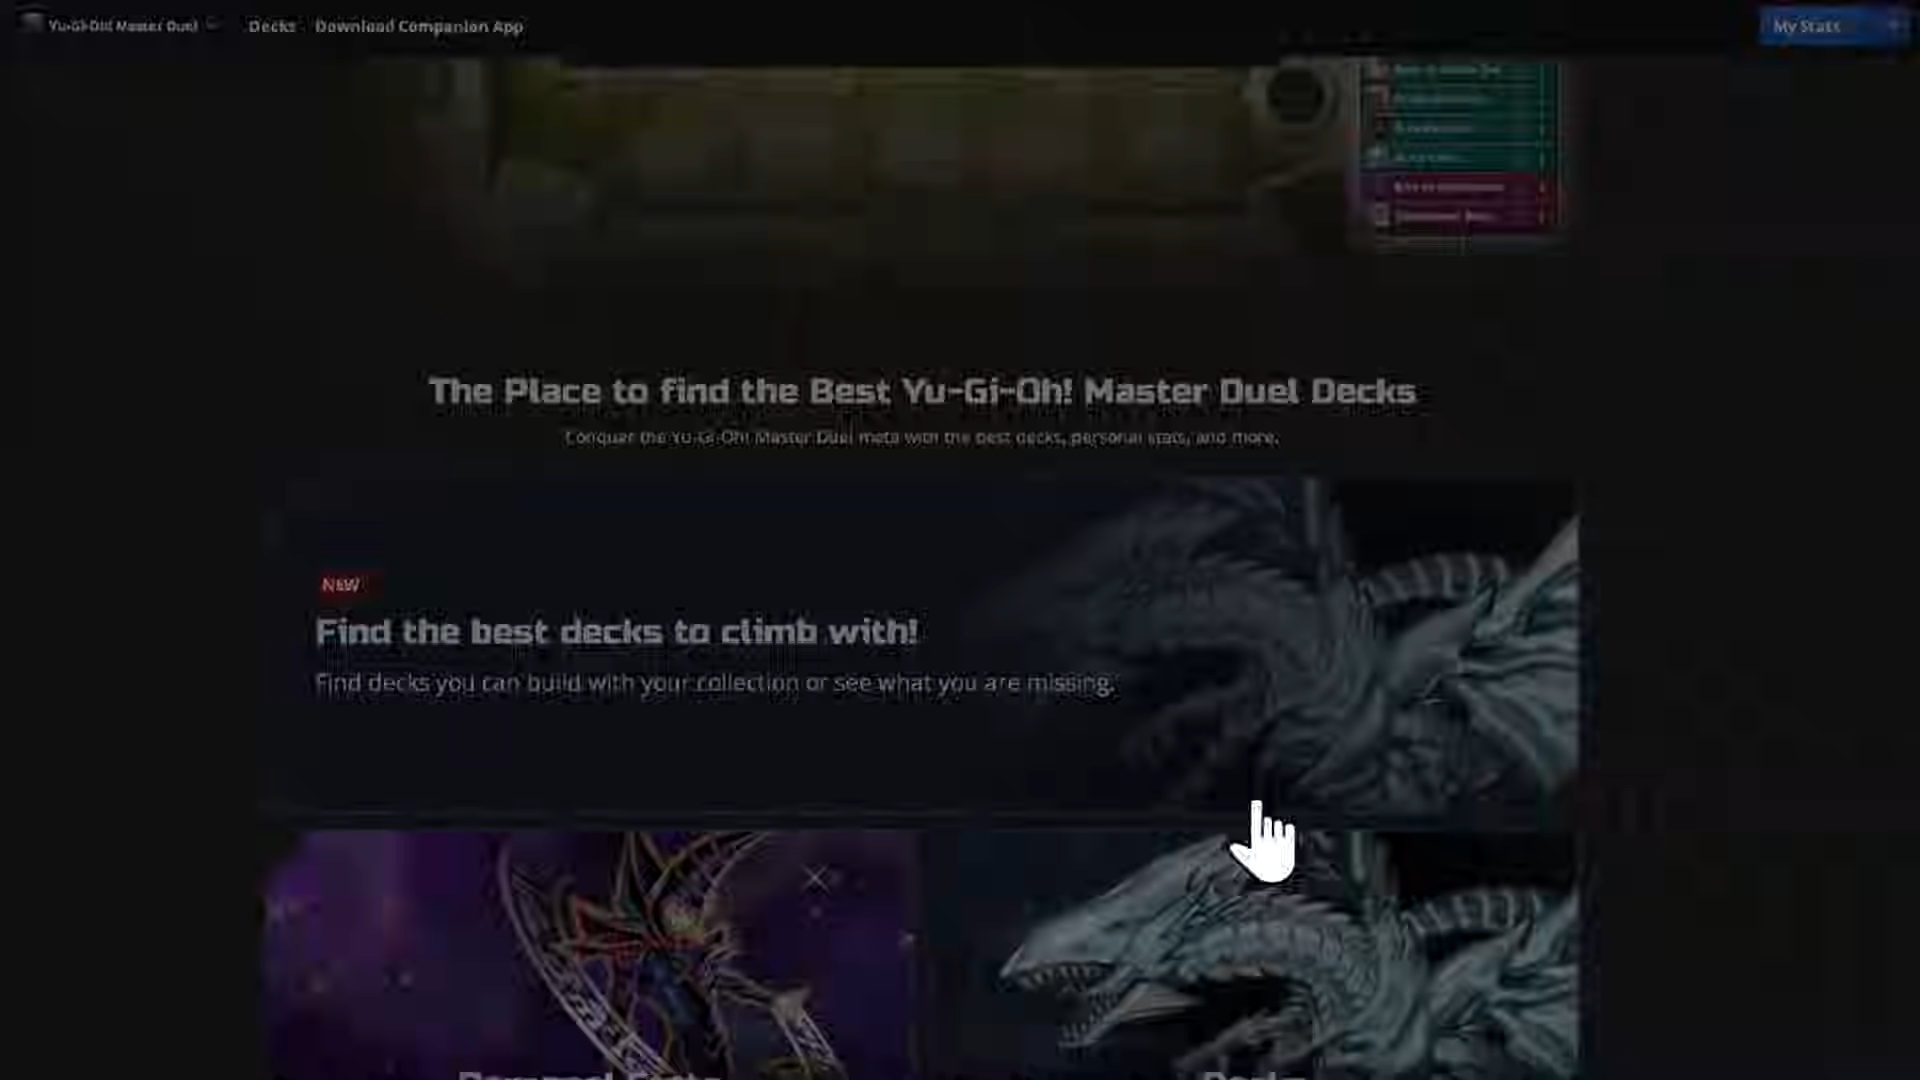 Yu-Gi-Oh! Master Duel Decks Download Companion App My Stats
The Place to find the Best Yu-Gi-Oh! Master Duel Decks
Conquer the Yu-Gi-Oh! Master Duel meta with the best decks, personal stats, and more.
NEW
Find the best decks to climb with!
Find decks you can build with your collection or see what you are missing.
Personal Stats Decks